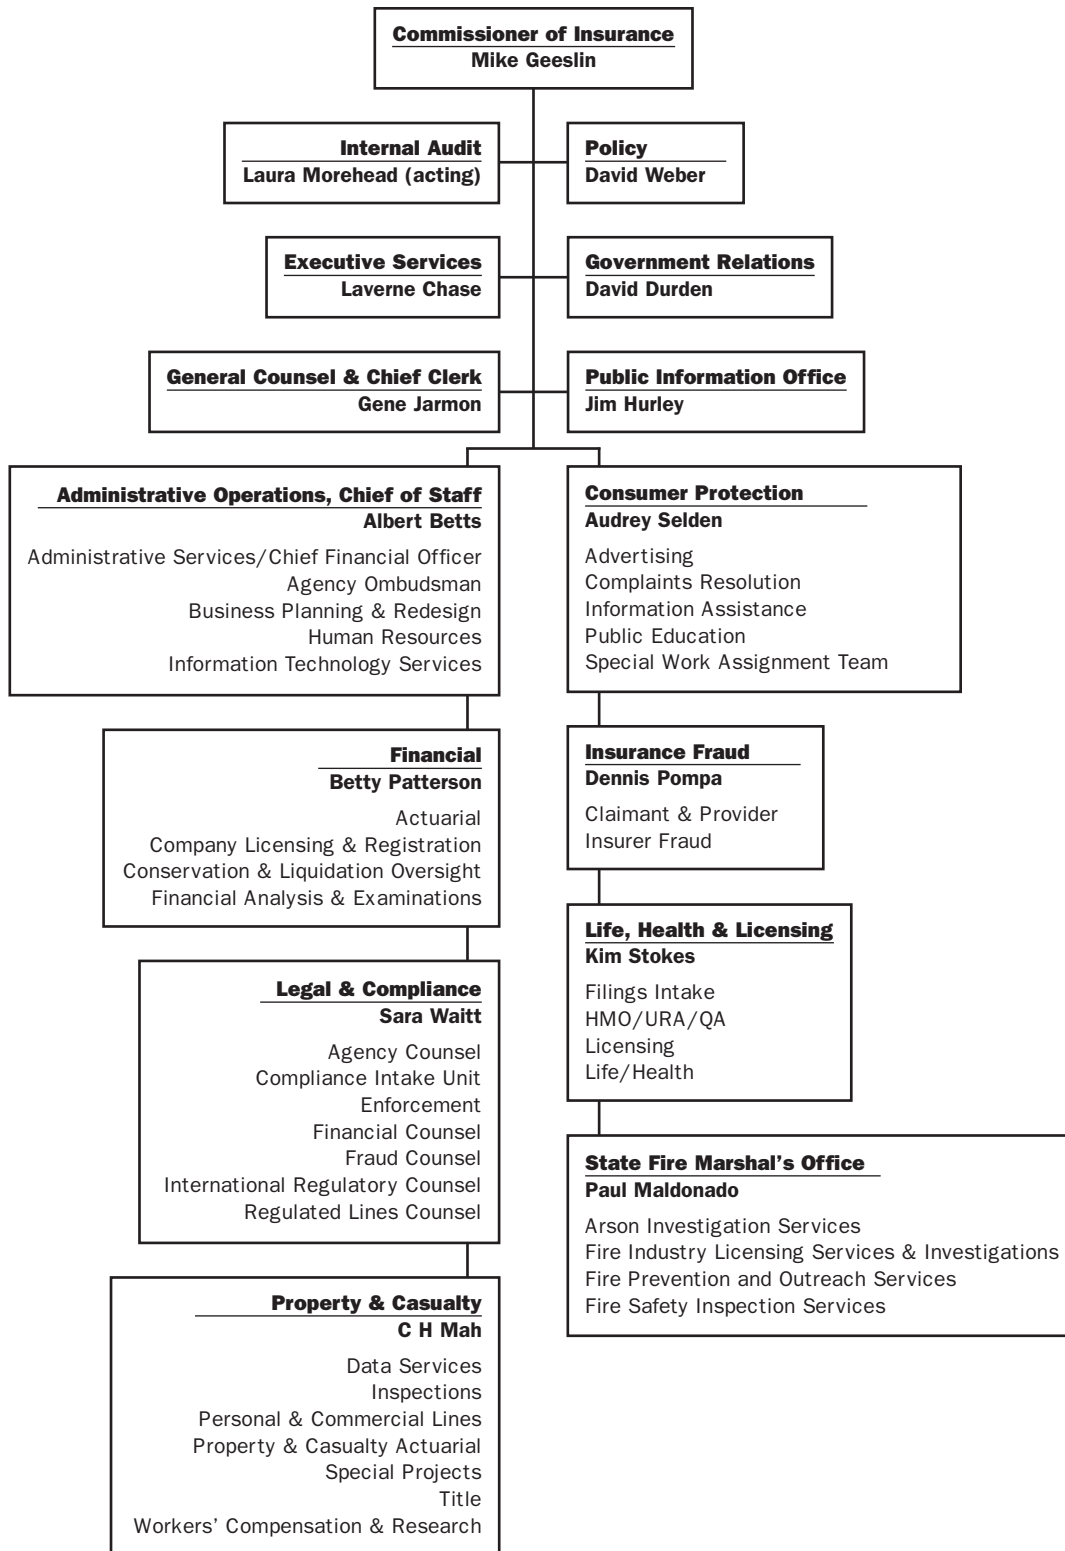 Commissioner of Insurance
Mike Geeslin
Internal Audit
Laura Morehead (acting)
Policy
David Weber
Executive Services
Laverne Chase
Government Relations
David Durden
General Counsel & Chief Clerk
Gene Jarmon
Public Information Office
Jim Hurley
Administrative Operations, Chief of Staff
Albert Betts
Administrative Services/Chief Financial Officer
Agency Ombudsman
Business Planning & Redesign
Human Resources
Information Technology Services
Consumer Protection
Audrey Selden
Advertising
Complaints Resolution
Information Assistance
Public Education
Special Work Assignment Team
Financial
Betty Patterson
Actuarial
Company Licensing & Registration
Conservation & Liquidation Oversight
Financial Analysis & Examinations
Insurance Fraud
Dennis Pompa
Claimant & Provider
Insurer Fraud
Life, Health & Licensing
Kim Stokes
Filings Intake
HMO/URA/QA
Licensing
Life/Health
Legal & Compliance
Sara Waitt
Agency Counsel
Compliance Intake Unit
Enforcement
Financial Counsel
Fraud Counsel
International Regulatory Counsel
Regulated Lines Counsel
State Fire Marshal's Office
Paul Maldonado
Arson Investigation Services
Fire Industry Licensing Services & Investigations
Fire Prevention and Outreach Services
Fire Safety Inspection Services
Property & Casualty
C H Mah
Data Services
Inspections
Personal & Commercial Lines
Property & Casualty Actuarial
Special Projects
Title
Workers' Compensation & Research